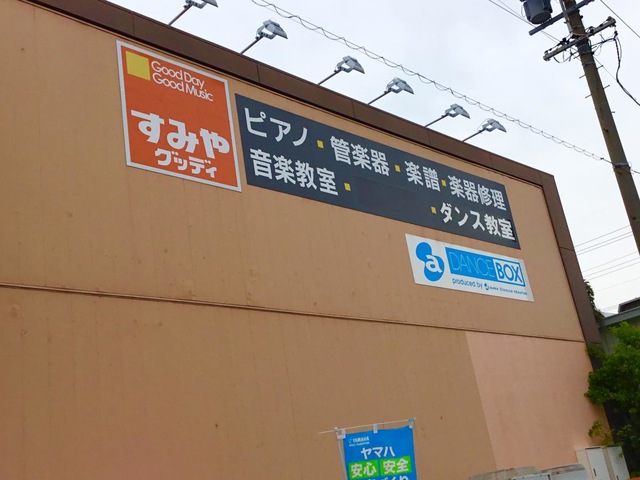 Good Day
Good Music
すみや
グッディ
ピアノ・管楽器・楽譜・楽器修理
音楽教室・
・ダンス教室
a DANCE BOX
produced by
YAMAHA
ヤマハ
安心 安全